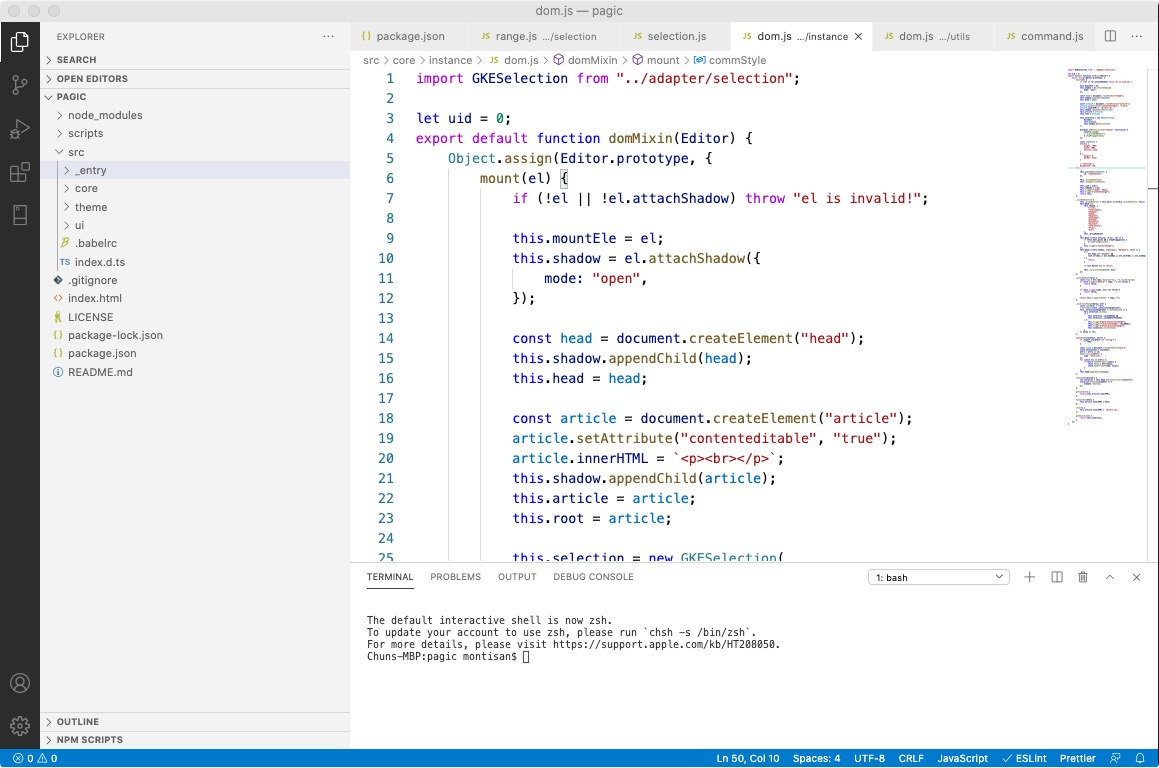 dom.js — pagic
EXPLORER
SEARCH
OPEN EDITORS
PAGIC
node_modules
scripts
src
_entry
core
theme
ui
.babelrc
TS index.d.ts
.gitignore
index.html
LICENSE
{} package-lock.json
{} package.json
README.md
OUTLINE
NPM SCRIPTS
{} package.json JS range.js .../selection JS selection.js JS dom.js .../instance JS dom.js .../utils JS command.js
src > core > instance > JS dom.js > domMixin > mount > commStyle
1 import GKESelection from "../adapter/selection";
2
3 let uid = 0;
4 export default function domMixin(Editor) {
5 Object.assign(Editor.prototype, {
6 mount(el) {
7 if (!el || !el.attachShadow) throw "el is invalid!";
8
9 this.mountEle = el;
10 this.shadow = el.attachShadow({
11 mode: "open",
12 });
13
14 const head = document.createElement("head");
15 this.shadow.appendChild(head);
16 this.head = head;
17
18 const article = document.createElement("article");
19 article.setAttribute("contenteditable", "true");
20 article.innerHTML = `<p><br></p>`;
21 this.shadow.appendChild(article);
22 this.article = article;
23 this.root = article;
24
25 this.selection = new GKESelection(
TERMINAL PROBLEMS OUTPUT DEBUG CONSOLE 1: bash
The default interactive shell is now zsh.
To update your account to use zsh, please run `chsh -s /bin/zsh`.
For more details, please visit https://support.apple.com/kb/HT208050.
Chuns-MBP:pagic montisan$
0 0 Ln 50, Col 10 Spaces: 4 UTF-8 CRLF JavaScript ESLint Prettier